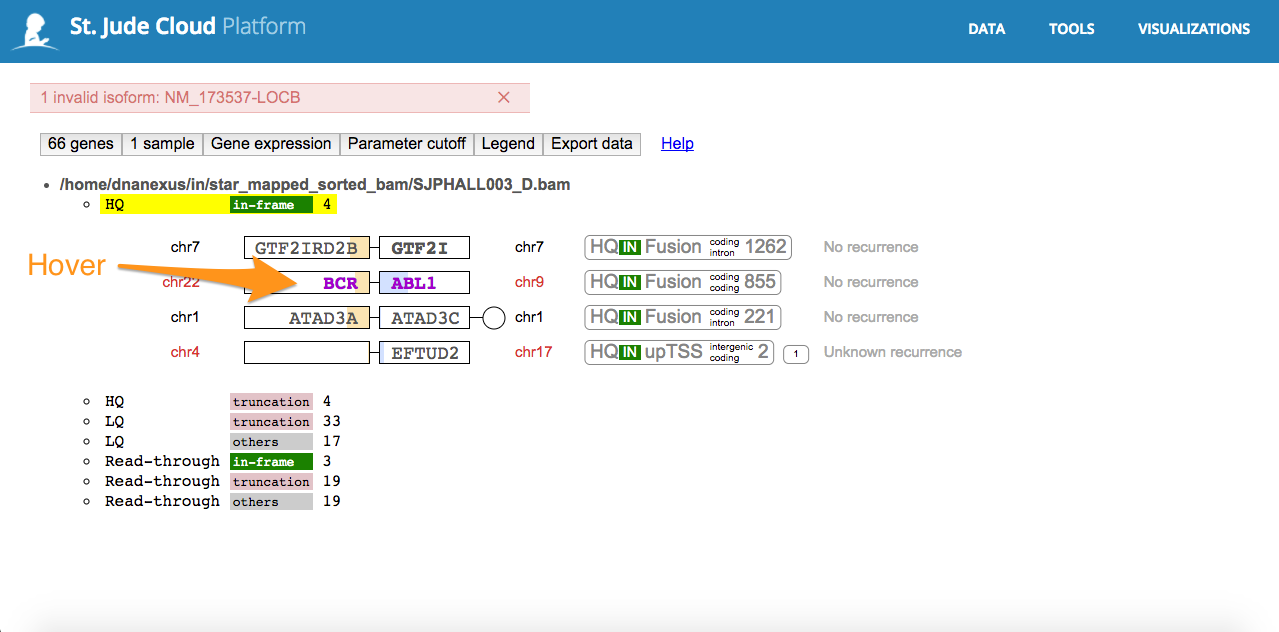 St. Jude Cloud Platform DATA TOOLS VISUALIZATIONS
1 invalid isoform: NM_173537-LOCB ×
66 genes 1 sample Gene expression Parameter cutoff Legend Export data Help
/home/dnanexus/in/star_mapped_sorted_bam/SJPHALL003_D.bam
HQ in-frame 4
chr7 GTF2IRD2B GTF2I chr7 HQ IN Fusion coding intron 1262 No recurrence
Hover
chr22 BCR ABL1 chr9 HQ IN Fusion coding coding 855 No recurrence
chr1 ATAD3A ATAD3C chr1 HQ IN Fusion coding intron 221 No recurrence
chr4 EFTUD2 chr17 HQ IN upTSS intergenic coding 2 1 Unknown recurrence
HQ truncation 4
LQ truncation 33
LQ others 17
Read-through in-frame 3
Read-through truncation 19
Read-through others 19